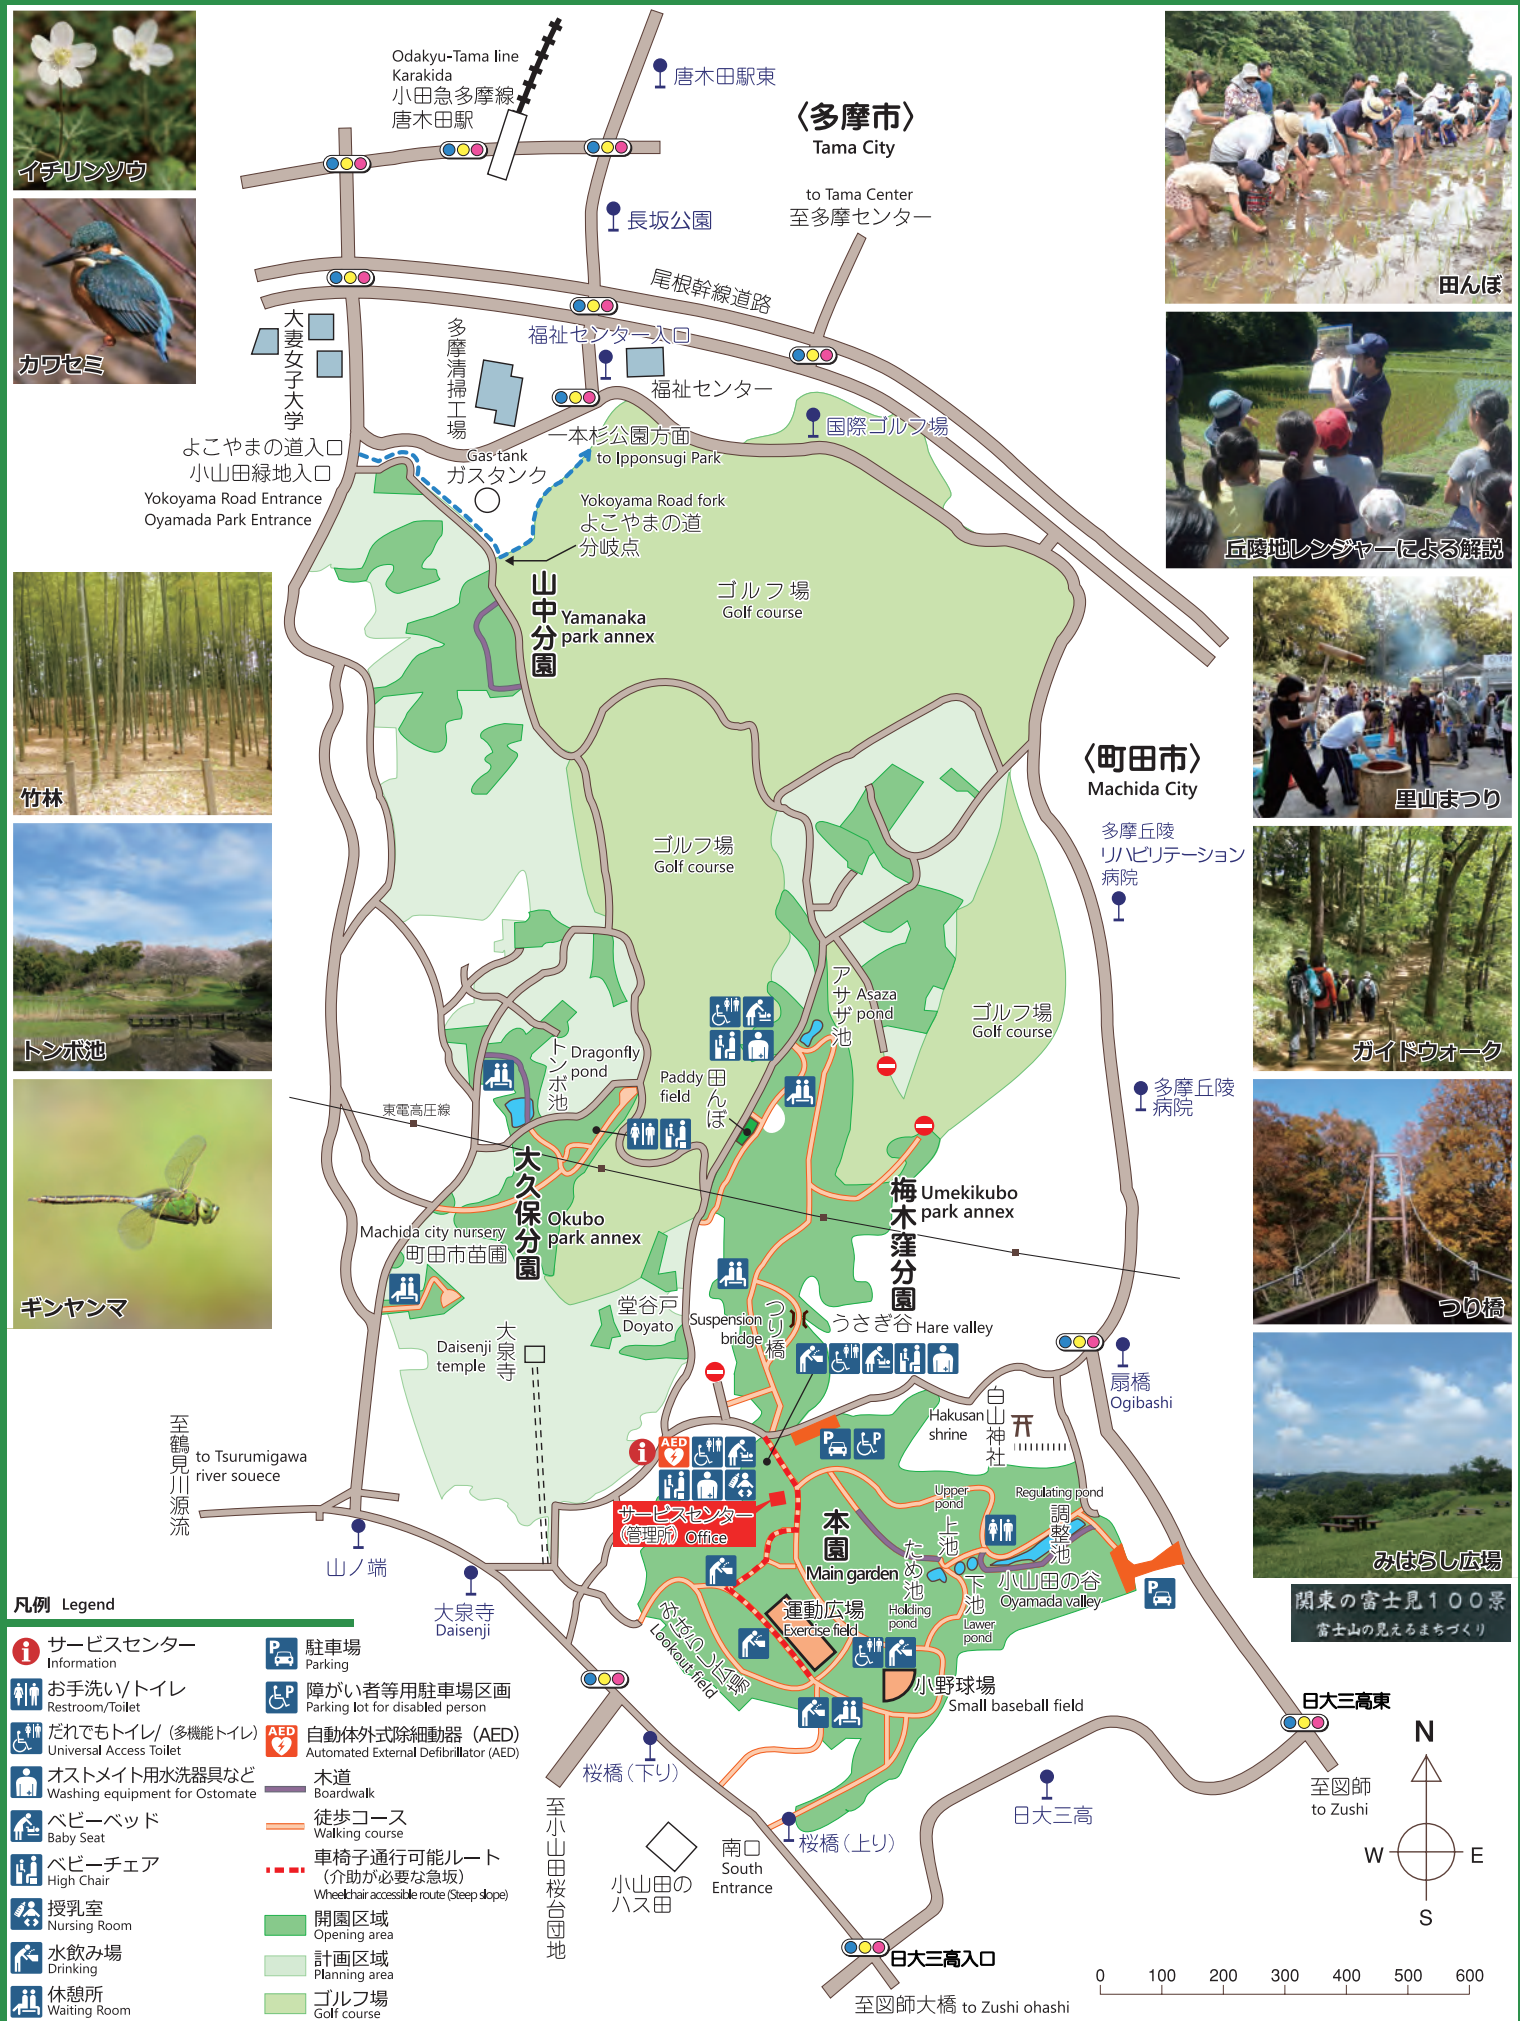 イチリンソウ
カワセミ
竹林
トンボ池
ギンヤンマ
Odakyu-Tama line
Karakida
小田急多摩線
唐木田駅
唐木田駅東
〈多摩市〉
Tama City
to Tama Center
至多摩センター
長坂公園
尾根幹線道路
大妻女子大学
多摩清掃工場
福祉センター入口
福祉センター
国際ゴルフ場
よこやまの道入口
小山田緑地入口
Yokoyama Road Entrance
Oyamada Park Entrance
一本杉公園方面
to Ipponsugi Park
Gas tank
ガスタンク
Yokoyama Road fork
よこやまの道
分岐点
山中分園
Yamanaka
park annex
ゴルフ場
Golf course
〈町田市〉
Machida City
多摩丘陵
リハビリテーション
病院
ゴルフ場
Golf course
アサザ池
Asaza
pond
ゴルフ場
Golf course
トンボ池
Dragonfly
pond
Paddy
field
田んぼ
多摩丘陵
病院
東電高圧線
大久保分園
Okubo
park annex
梅木窪分園
Umekikubo
park annex
Machida city nursery
町田市苗圃
堂谷戸
Doyato
Suspension
bridge
つり橋
うさぎ谷 Hare valley
Daisenji
temple
大泉寺
扇橋
Ogibashi
Hakusan
shrine
白山神社
至鶴見川源流
to Tsurumigawa
river souece
AED
サービスセンター
(管理所) Office
本園
Main garden
Upper
pond
上池
Regulating pond
調整池
ため池
Holding
pond
下池
Lawer
pond
小山田の谷
Oyamada valley
山ノ端
大泉寺
Daisenji
運動広場
Exercise field
みはらし広場
Lookout field
小野球場
Small baseball field
桜橋(下り)
桜橋(上り)
至小山田桜台団地
小山田の
ハス田
南口
South
Entrance
日大三高
日大三高東
至図師
to Zushi
日大三高入口
至図師大橋 to Zushi ohashi
N
W
E
S
0 100 200 300 400 500 600
田んぼ
丘陵地レンジャーによる解説
里山まつり
ガイドウォーク
つり橋
みはらし広場
関東の富士見100景
富士山の見えるまちづくり
凡例 Legend
サービスセンター
Information
お手洗い/トイレ
Restroom/Toilet
だれでもトイレ/(多機能トイレ)
Universal Access Toilet
オストメイト用水洗器具など
Washing equipment for Ostomate
ベビーベッド
Baby Seat
ベビーチェア
High Chair
授乳室
Nursing Room
水飲み場
Drinking
休憩所
Waiting Room
駐車場
Parking
障がい者等用駐車場区画
Parking lot for disabled person
AED
自動体外式除細動器(AED)
Automated External Defibrillator (AED)
木道
Boardwalk
徒歩コース
Walking course
車椅子通行可能ルート
(介助が必要な急坂)
Wheelchair accessible route (Steep slope)
開園区域
Opening area
計画区域
Planning area
ゴルフ場
Golf course